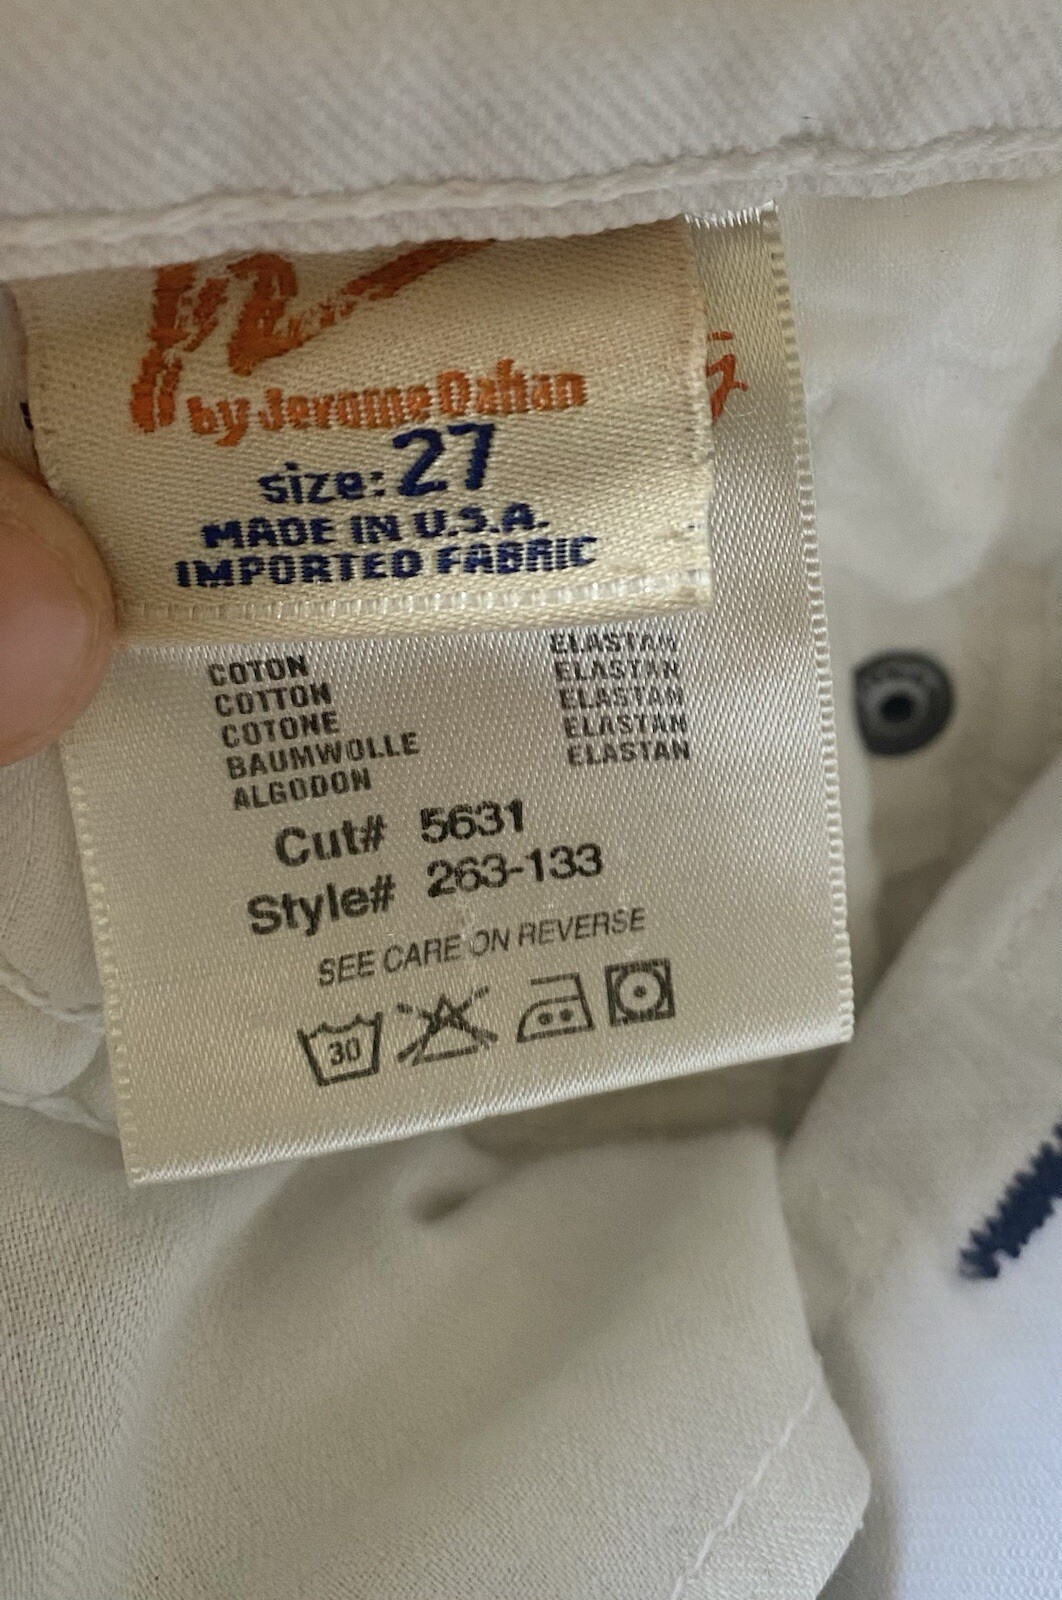 by Jerome Dahan
size: 27
MADE IN U.S.A.
IMPORTED FABRIC
COTON ELASTAN
COTTON ELASTAN
COTONE ELASTAN
BAUMWOLLE ELASTAN
ALGODON ELASTAN
Cut# 5631
Style# 263-133
SEE CARE ON REVERSE
30